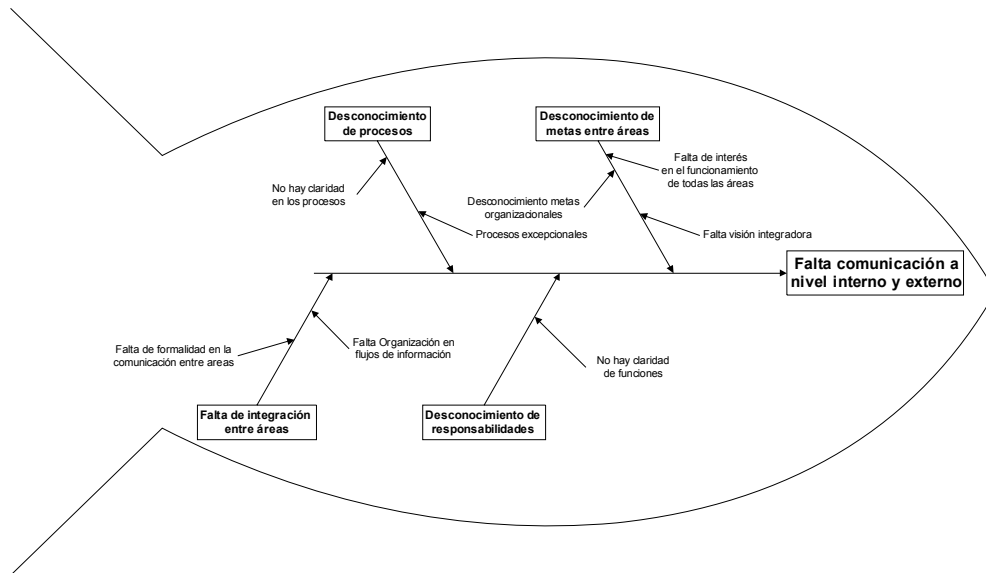 Desconocimiento
de procesos
Desconocimiento de
metas entre áreas
Falta de interés
en el funcionamiento
de todas las áreas
No hay claridad
en los procesos
Desconocimiento metas
organizacionales
Procesos excepcionales
Falta visión integradora
Falta comunicación a
nivel interno y externo
Falta de formalidad en la
comunicación entre areas
Falta Organización en
flujos de información
No hay claridad
de funciones
Falta de integración
entre áreas
Desconocimiento de
responsabilidades